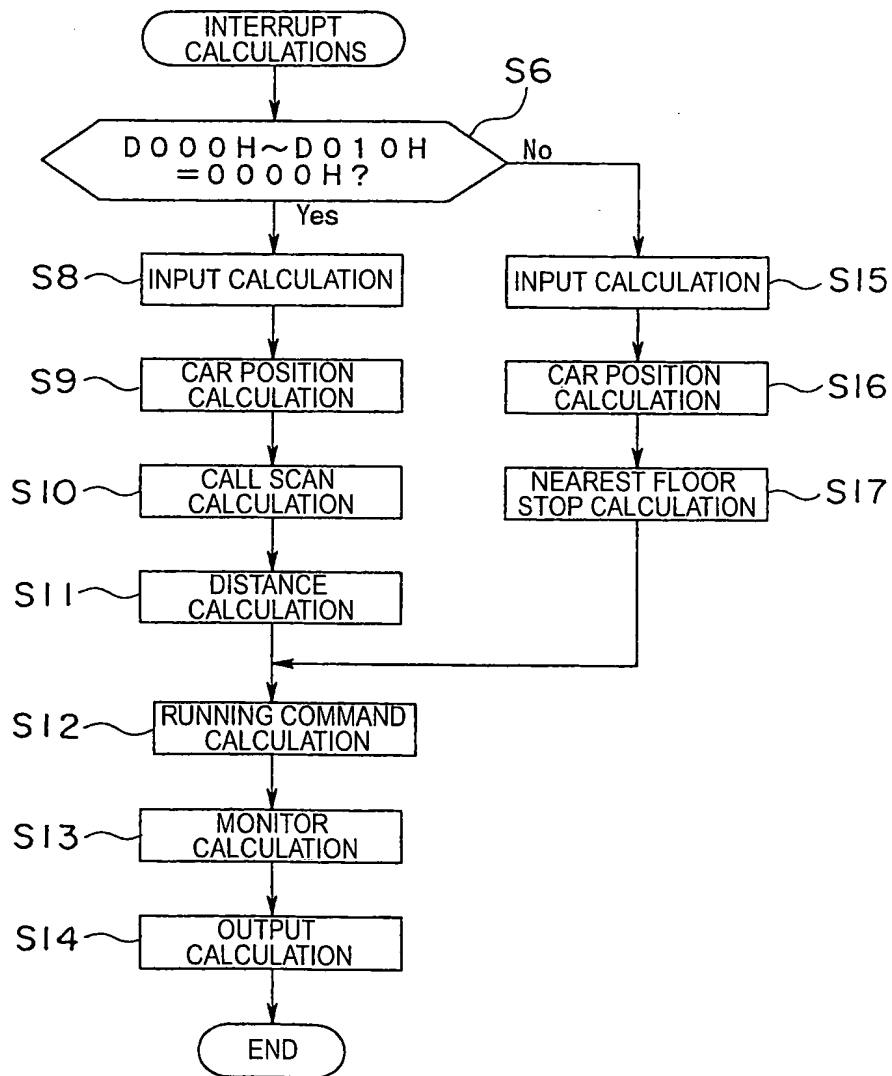 INTERRUPT
CALCULATIONS
S6
D000H~D010H
=0000H?
No
Yes
S8
INPUT CALCULATION
INPUT CALCULATION
S15
S9
CAR POSITION
CALCULATION
CAR POSITION
CALCULATION
S16
S10
CALL SCAN
CALCULATION
NEAREST FLOOR
STOP CALCULATION
S17
S11
DISTANCE
CALCULATION
S12
RUNNING COMMAND
CALCULATION
S13
MONITOR
CALCULATION
S14
OUTPUT
CALCULATION
END